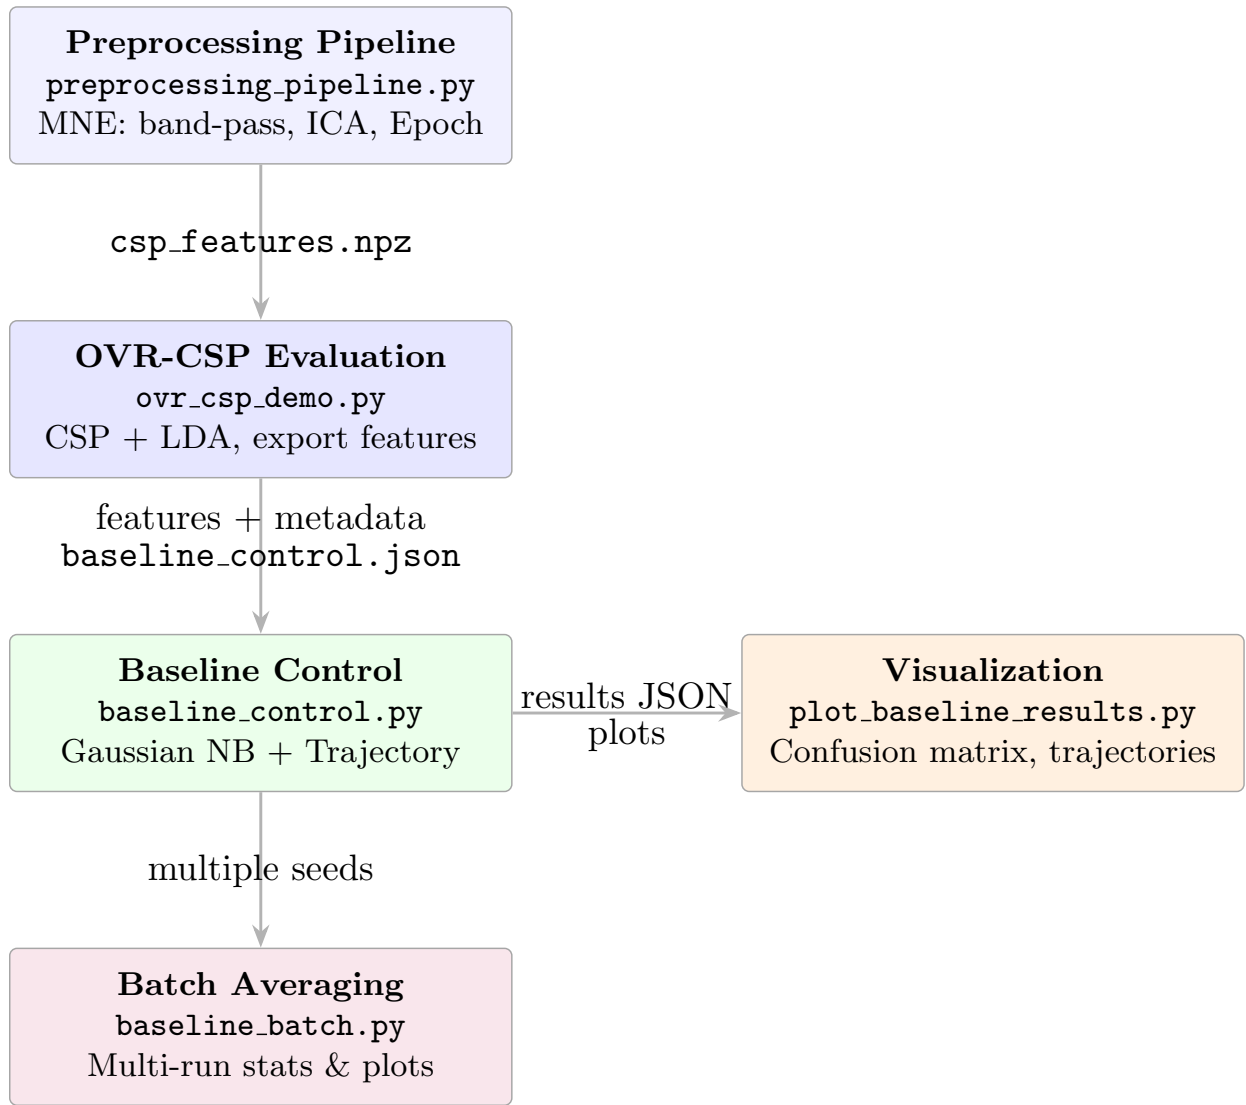 Preprocessing Pipeline
preprocessing_pipeline.py
MNE: band-pass, ICA, Epoch
csp_features.npz
OVR-CSP Evaluation
ovr_csp_demo.py
CSP + LDA, export features
features + metadata
baseline_control.json
Baseline Control
baseline_control.py
Gaussian NB + Trajectory
results JSON
plots
Visualization
plot_baseline_results.py
Confusion matrix, trajectories
multiple seeds
Batch Averaging
baseline_batch.py
Multi-run stats & plots